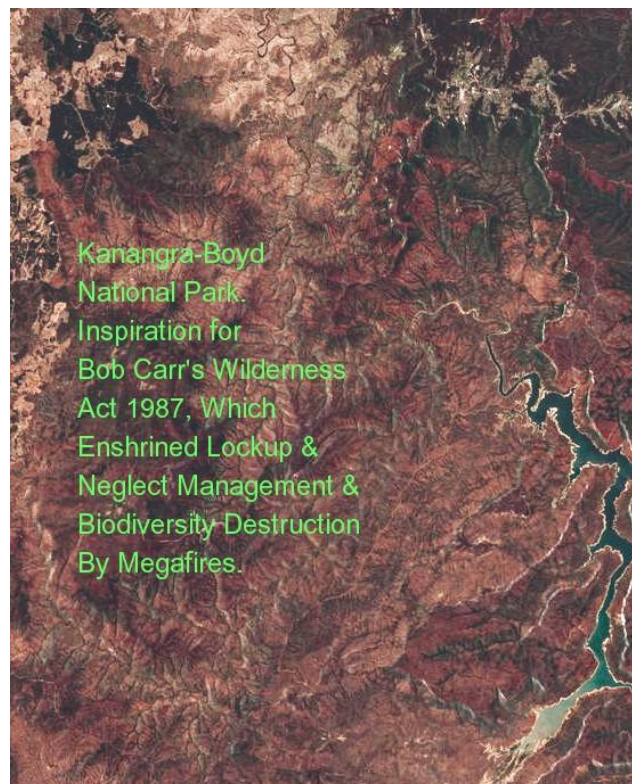 Kanangra-Boyd
National Park.
Inspiration for
Bob Carr's Wilderness
Act 1987, Which
Enshrined Lockup &
Neglect Management &
Biodiversity Destruction
By Megafires.